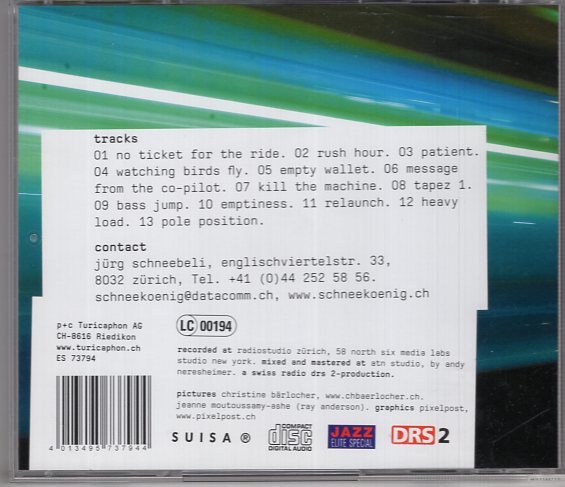 tracks
01 no ticket for the ride. 02 rush hour. 03 patient.
04 watching birds fly. 05 empty wallet. 06 message
from the co-pilot. 07 kill the machine. 08 tapez 1.
09 bass jump. 10 emptiness. 11 relaunch. 12 heavy
load. 13 pole position.
contact
jürg schneebeli, englischviertelstr. 33,
8032 zürich, Tel. +41 (0)44 252 58 56.
schneekoenig@datacomm.ch, www.schneekoenig.ch
p+c Turicaphon AG
CH-8616 Riedikon
www.turicaphon.ch
ES 73794
LC 00194
recorded at radiostudio zürich, 58 north six media labs
studio new york. mixed and mastered at atn studio, by andy
neresheimer. a swiss radio drs 2-production.
pictures christine bärlocher, www.chbaerlocher.ch.
jeanne moutoussamy-ashe (ray anderson). graphics pixelpost,
www.pixelpost.ch
4 013495 737944
SUISA ®
COMPACT
disc
DIGITAL AUDIO
JAZZ
ELITE SPECIAL
DRS 2